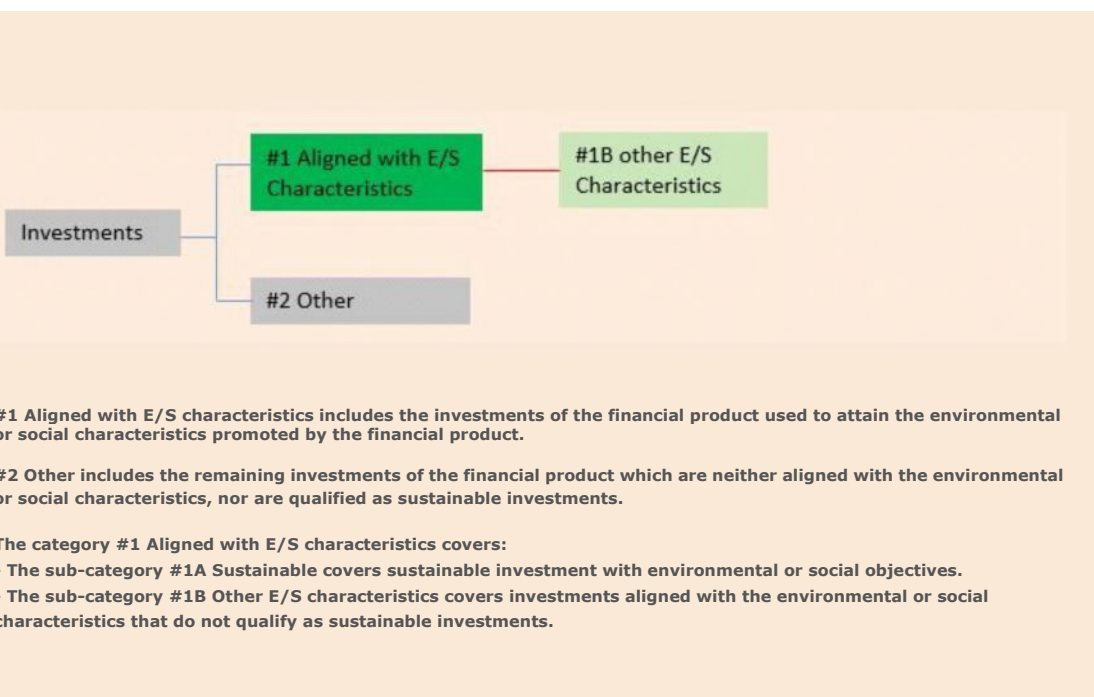 #1 Aligned with E/S
Characteristics
#1B other E/S
Characteristics
Investments
#2 Other
#1 Aligned with E/S characteristics includes the investments of the financial product used to attain the environmental
or social characteristics promoted by the financial product.
#2 Other includes the remaining investments of the financial product which are neither aligned with the environmental
or social characteristics, nor are qualified as sustainable investments.
The category #1 Aligned with E/S characteristics covers:
- The sub-category #1A Sustainable covers sustainable investment with environmental or social objectives.
- The sub-category #1B Other E/S characteristics covers investments aligned with the environmental or social
characteristics that do not qualify as sustainable investments.